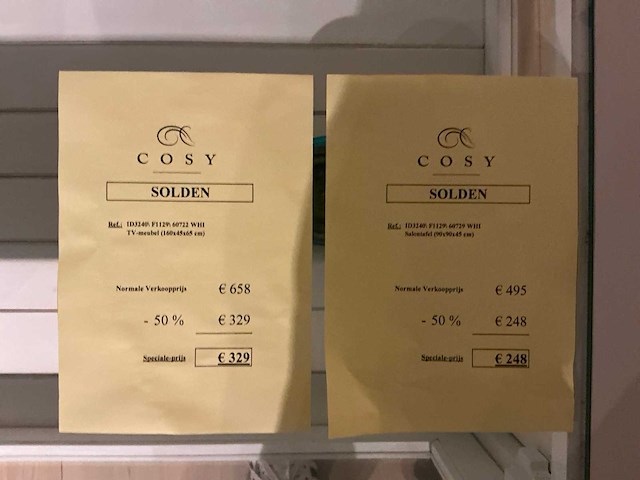 COSY
SOLDEN
Ref.: ID3240\ F1129\ 60722 WHI
TV-meubel (160x45x65 cm)
Normale Verkoopprijs € 658
- 50 % € 329
Speciale-prijs € 329
COSY
SOLDEN
Ref.: ID3240\ F1129\ 60729 WHI
Salontafel (90x90x45 cm)
Normale Verkoopprijs € 495
- 50 % € 248
Speciale-prijs € 248